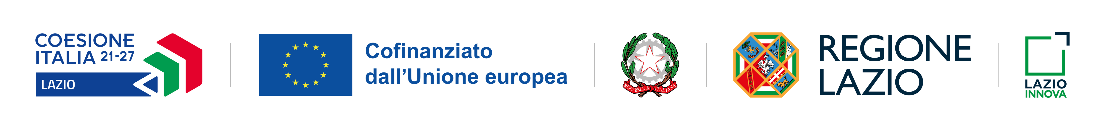 COESIONE
ITALIA 21-27
LAZIO
Cofinanziato
dall'Unione europea
REGIONE
LAZIO
LAZIO
INNOVA